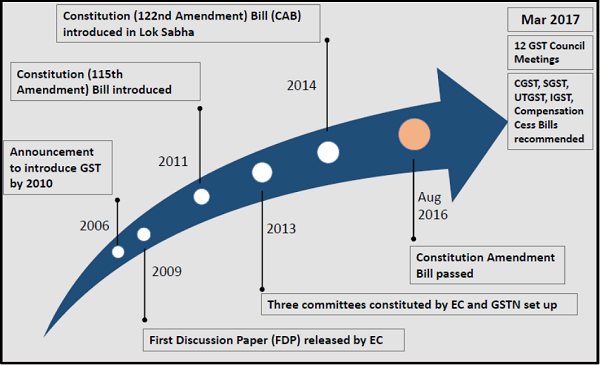 Constitution (122nd Amendment) Bill (CAB)
introduced in Lok Sabha
Mar 2017
12 GST Council
Meetings
CGST, SGST,
UTGST, IGST,
Compensation
Cess Bills
recommended
Constitution (115th
Amendment) Bill introduced
2014
Announcement
to introduce GST
by 2010
2011
2006
2009
2013
Aug
2016
Constitution Amendment
Bill passed
Three committees constituted by EC and GSTN set up
First Discussion Paper (FDP) released by EC